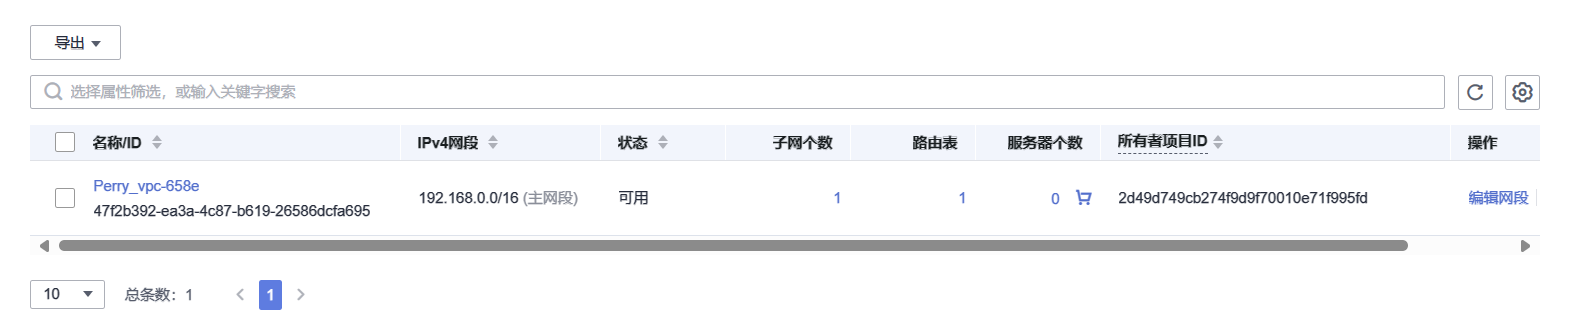 导出
选择属性筛选，或输入关键字搜索
名称/ID IPv4网段 状态 子网个数 路由表 服务器个数 所有者项目ID 操作
Perry_vpc-658e
47f2b392-ea3a-4c87-b619-26586dcfa695 192.168.0.0/16 (主网段) 可用 1 1 0 2d49d749cb274f9d9f70010e71f995fd 编辑网段
10 总条数：1 1